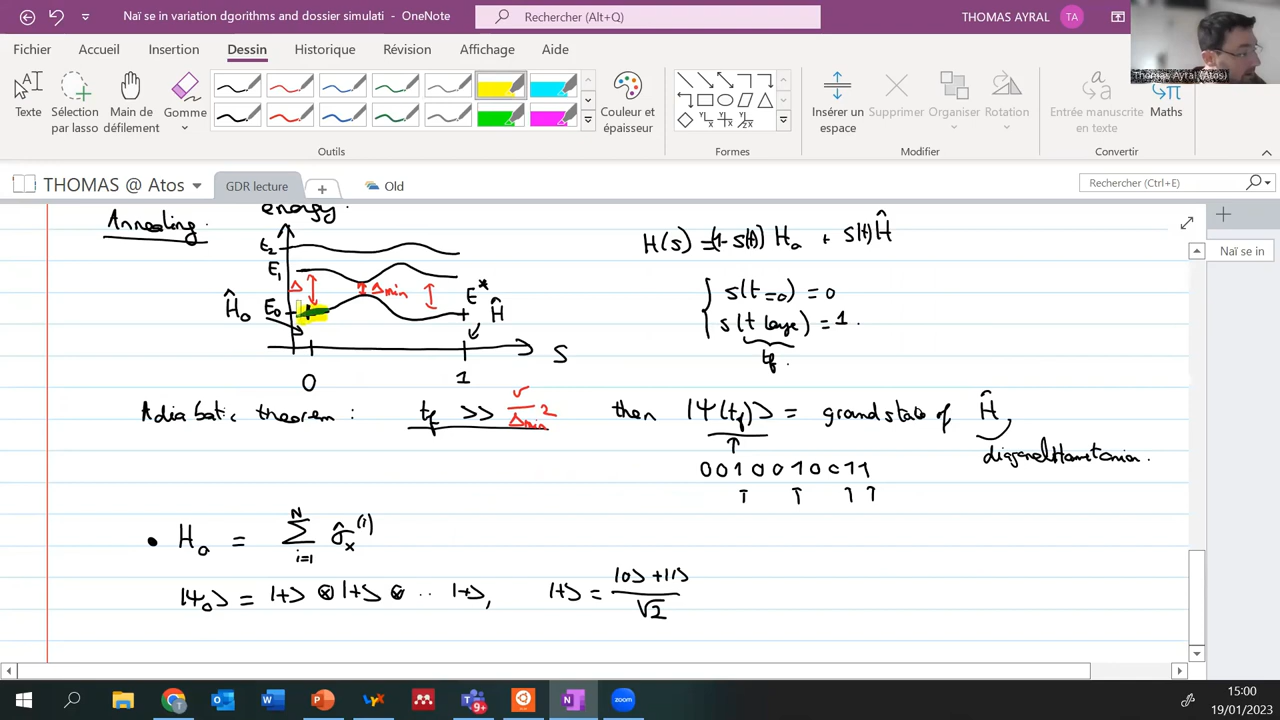 Naï se in variation dgorithms and dossier simulati - OneNote
Rechercher (Alt+Q)
THOMAS AYRAL
TA
Fichier
Accueil
Insertion
Dessin
Historique
Révision
Affichage
Aide
Thomas Ayral (Atos)
Texte
Sélection par lasso
Main de défilement
Gomme
Couleur et épaisseur
Insérer un espace
Supprimer
Organiser
Rotation
Entrée manuscrite en texte
Maths
Outils
Formes
Modifier
Convertir
THOMAS @ Atos
GDR lecture
Old
Rechercher (Ctrl+E)
Naï se in
Annealing.
energy.
E₂
E₁
E₀
Δ
Δmin
E*
Ĥ₀
Ĥ
0
1
S
H(s) = (1- s(t)) Hₐ + s(t) Ĥ
s(t=0) = 0
s(t large) = 1.
tf.
Adiabatic theorem : tf >> v/Δmin² then |Ψ(tf)> = ground state of Ĥ,
diagonal Hamiltonian.
0 0 1 0 0 1 0 0 1 1
• H₀ = Σ i=1 N σ̂ₓ⁽ⁱ⁾
|Ψ₀> = |+> ⊗ |+> ⊗ .. |+>, |+> = |0> + |1> / √2
15:00
19/01/2023
9+